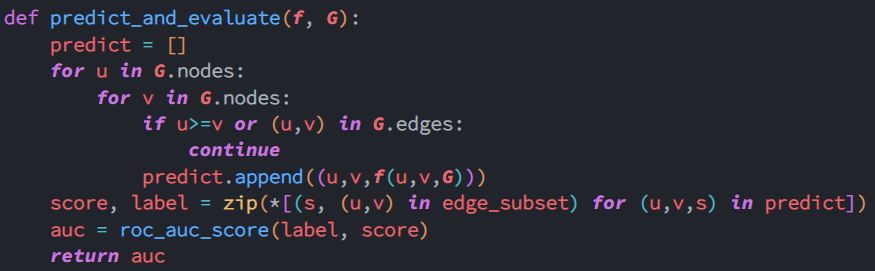 def predict_and_evaluate(f, G):
    predict = []
    for u in G.nodes:
        for v in G.nodes:
            if u>=v or (u,v) in G.edges:
                continue
            predict.append((u,v,f(u,v,G)))
    score, label = zip(*[(s, (u,v) in edge_subset) for (u,v,s) in predict])
    auc = roc_auc_score(label, score)
    return auc